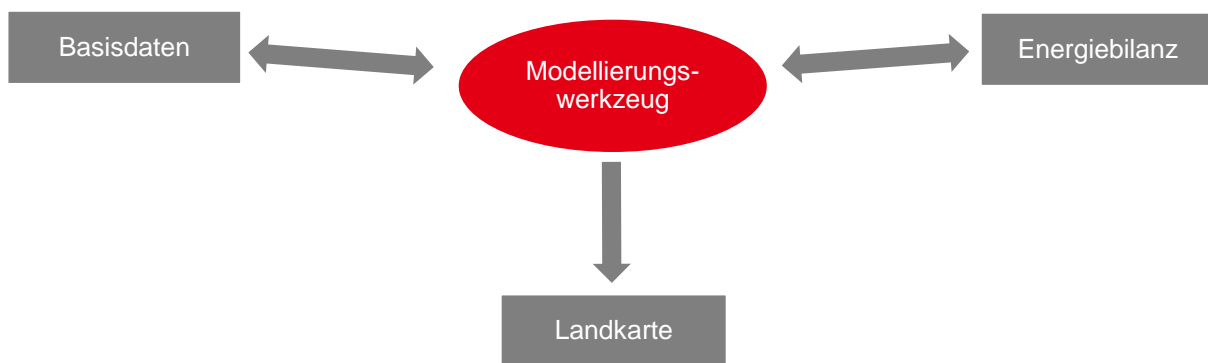 Basisdaten
Modellierungs-
werkzeug
Energiebilanz
Landkarte